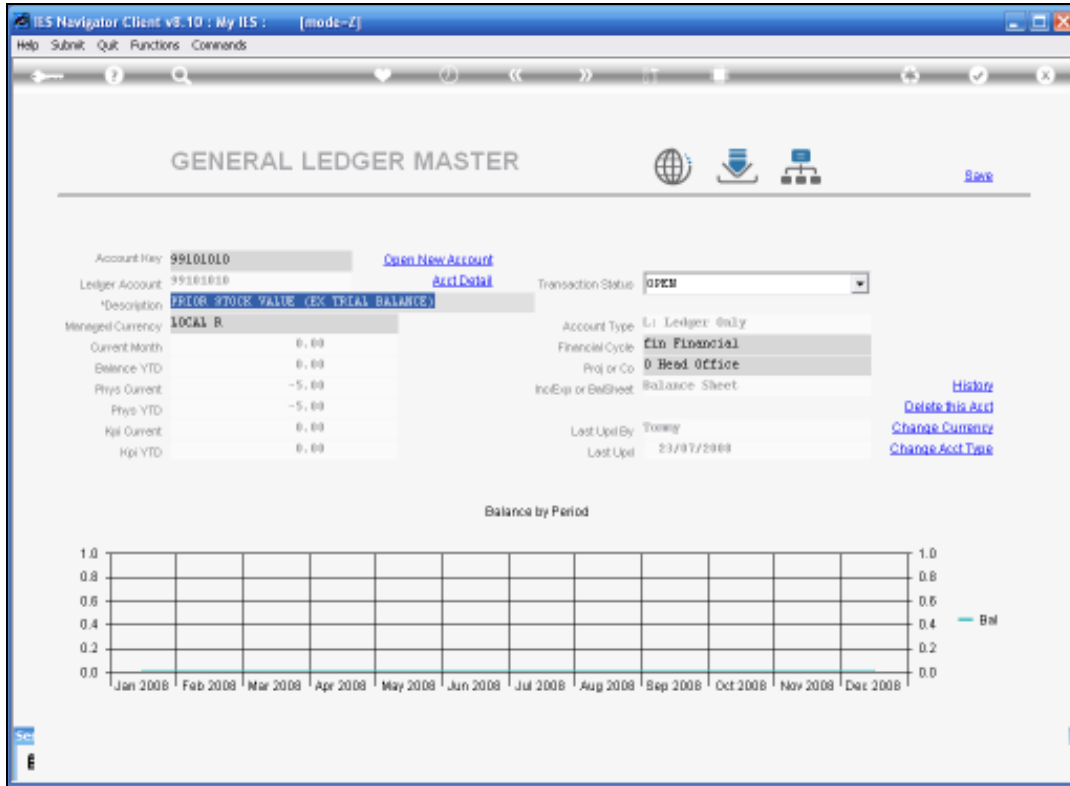 IES Navigator Client v8.10 : My IES : [mode-Z]
Help Submit Quit Functions Commands
GENERAL LEDGER MASTER
Save
Account Key 99101010 Open New Account
Ledger Account 99101010 Acct Detail Transaction Status OPEN
*Description PRIOR STOCK VALUE (EX TRIAL BALANCE)
Managed Currency LOCAL R Account Type L: Ledger Only
Current Month 0.00 Financial Cycle fin Financial
Balance YTD 0.00 Proj or Co 0 Head Office
Phys Current -5.00 Inc/Exp or BalSheet Balance Sheet History
Phys YTD -5.00 Delete this Acct
Kpi Current 0.00 Last Upd By Tommy Change Currency
Kpi YTD 0.00 Last Upd 23/07/2008 Change Acct Type
Balance by Period
1.0 1.0
0.8 0.8
0.6 0.6
0.4 0.4 Bal
0.2 0.2
0.0 0.0
Jan 2008 Feb 2008 Mar 2008 Apr 2008 May 2008 Jun 2008 Jul 2008 Aug 2008 Sep 2008 Oct 2008 Nov 2008 Dec 2008